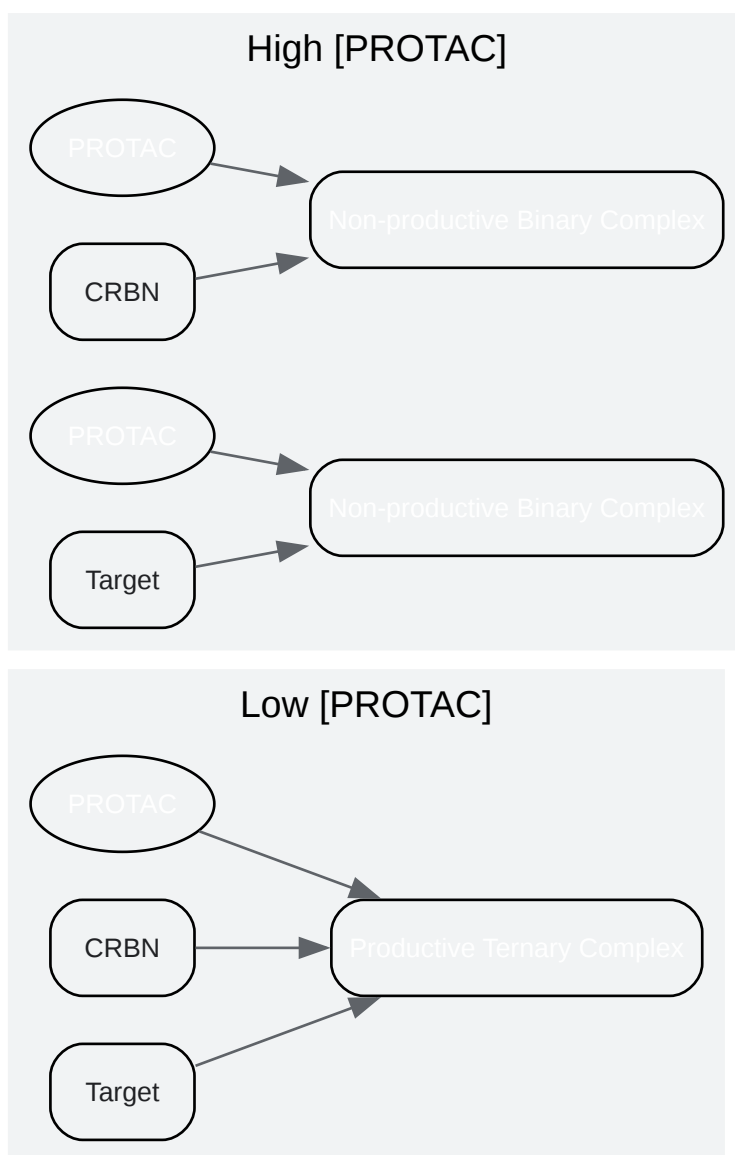 High [PROTAC]
PROTAC
Non-productive Binary Complex
CRBN
PROTAC
Non-productive Binary Complex
Target
Low [PROTAC]
PROTAC
CRBN
Productive Ternary Complex
Target